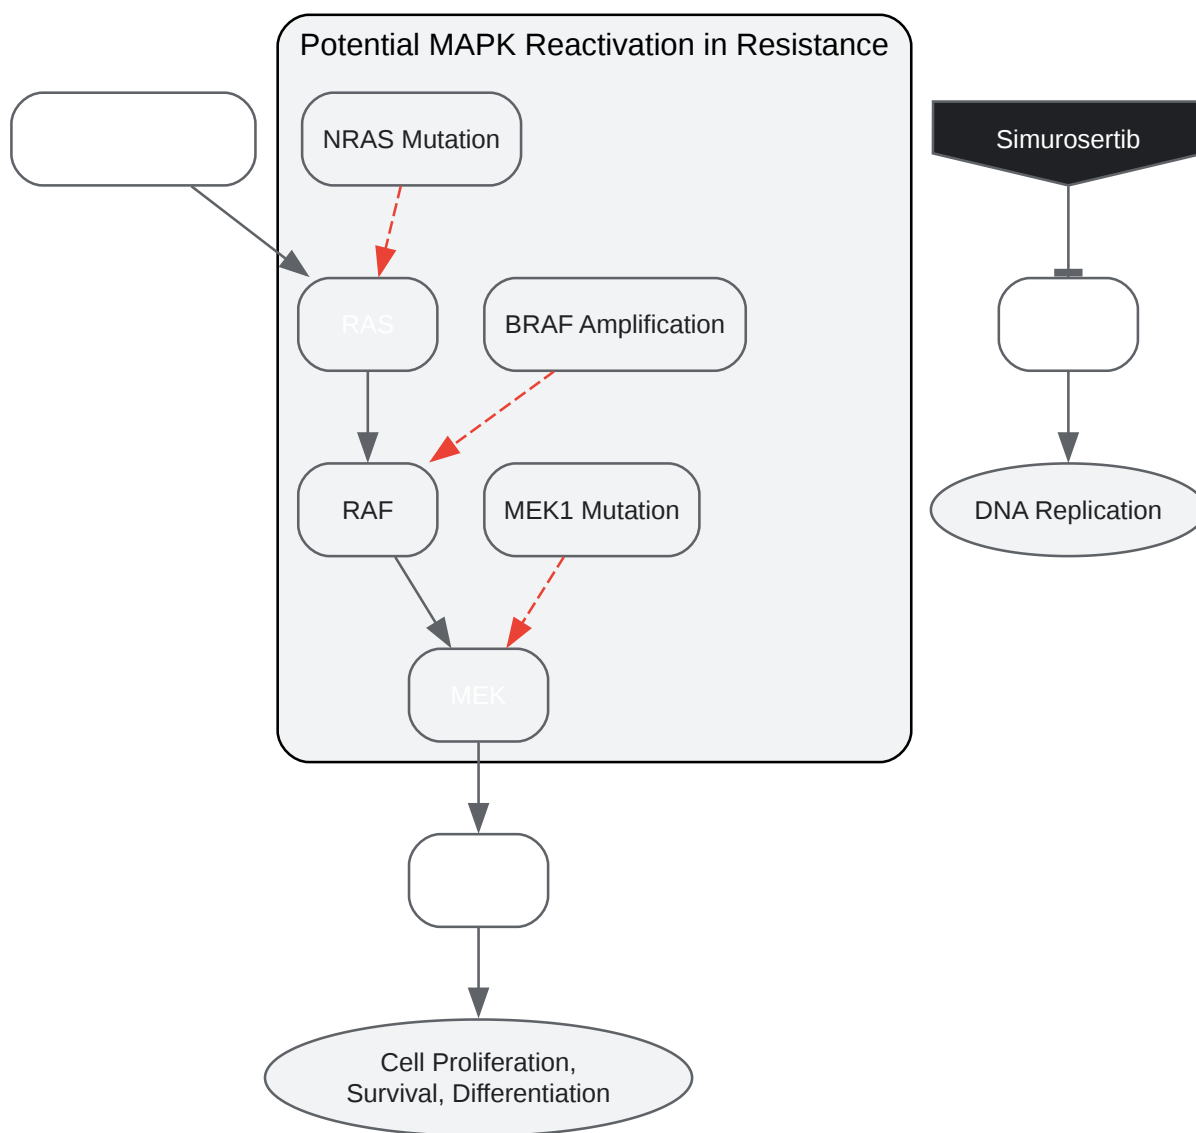 Potential MAPK Reactivation in Resistance
NRAS Mutation
Simurosertib
RAS
BRAF Amplification
RAF
MEK1 Mutation
DNA Replication
MEK
Cell Proliferation,
Survival, Differentiation